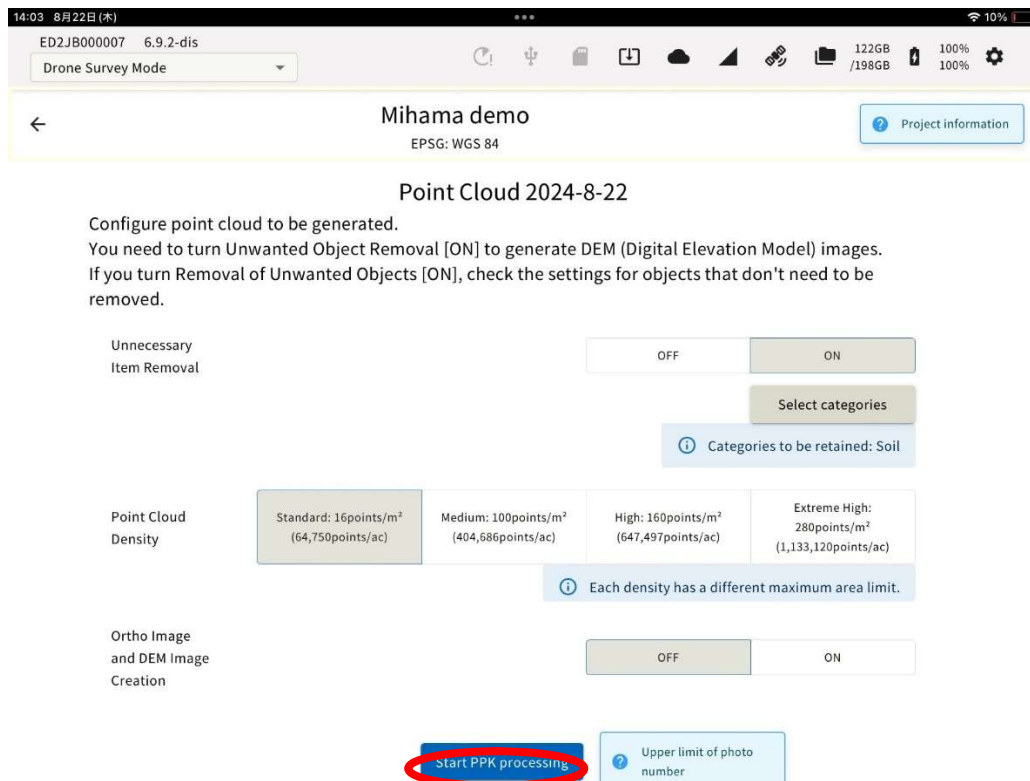 14:03 8月22日(木)
10%
ED2JB000007 6.9.2-dis
Drone Survey Mode
122GB
/198GB
100%
100%
Mihama demo
EPSG: WGS 84
Project information
Point Cloud 2024-8-22
Configure point cloud to be generated.
You need to turn Unwanted Object Removal [ON] to generate DEM (Digital Elevation Model) images.
If you turn Removal of Unwanted Objects [ON], check the settings for objects that don't need to be
removed.
Unnecessary
Item Removal
OFF
ON
Select categories
Categories to be retained: Soil
Point Cloud
Density
Standard: 16points/m²
(64,750points/ac)
Medium: 100points/m²
(404,686points/ac)
High: 160points/m²
(647,497points/ac)
Extreme High:
280points/m²
(1,133,120points/ac)
Each density has a different maximum area limit.
Ortho Image
and DEM Image
Creation
OFF
ON
Start PPK processing
Upper limit of photo
number